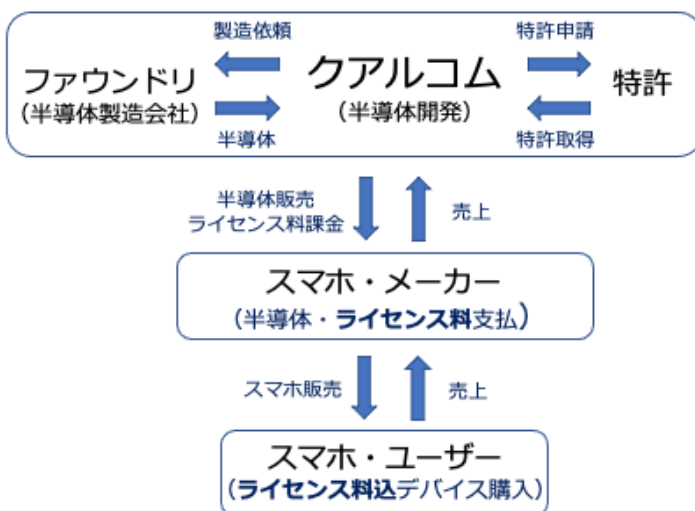 製造依頼
特許申請
ファウンドリ
クアルコム
特許
(半導体製造会社)
(半導体開発)
半導体
特許取得
半導体販売
ライセンス料課金
売上
スマホ・メーカー
(半導体・ライセンス料支払)
スマホ販売
売上
スマホ・ユーザー
(ライセンス料込デバイス購入)